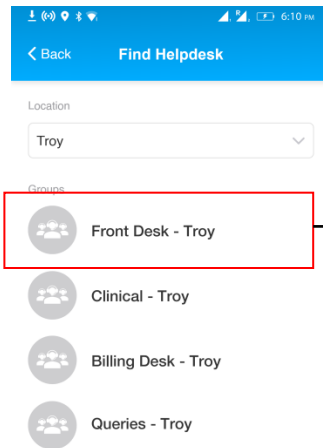 6:10 PM
Back
Find Helpdesk
Location
Troy
Groups
Front Desk - Troy
Clinical - Troy
Billing Desk - Troy
Queries - Troy